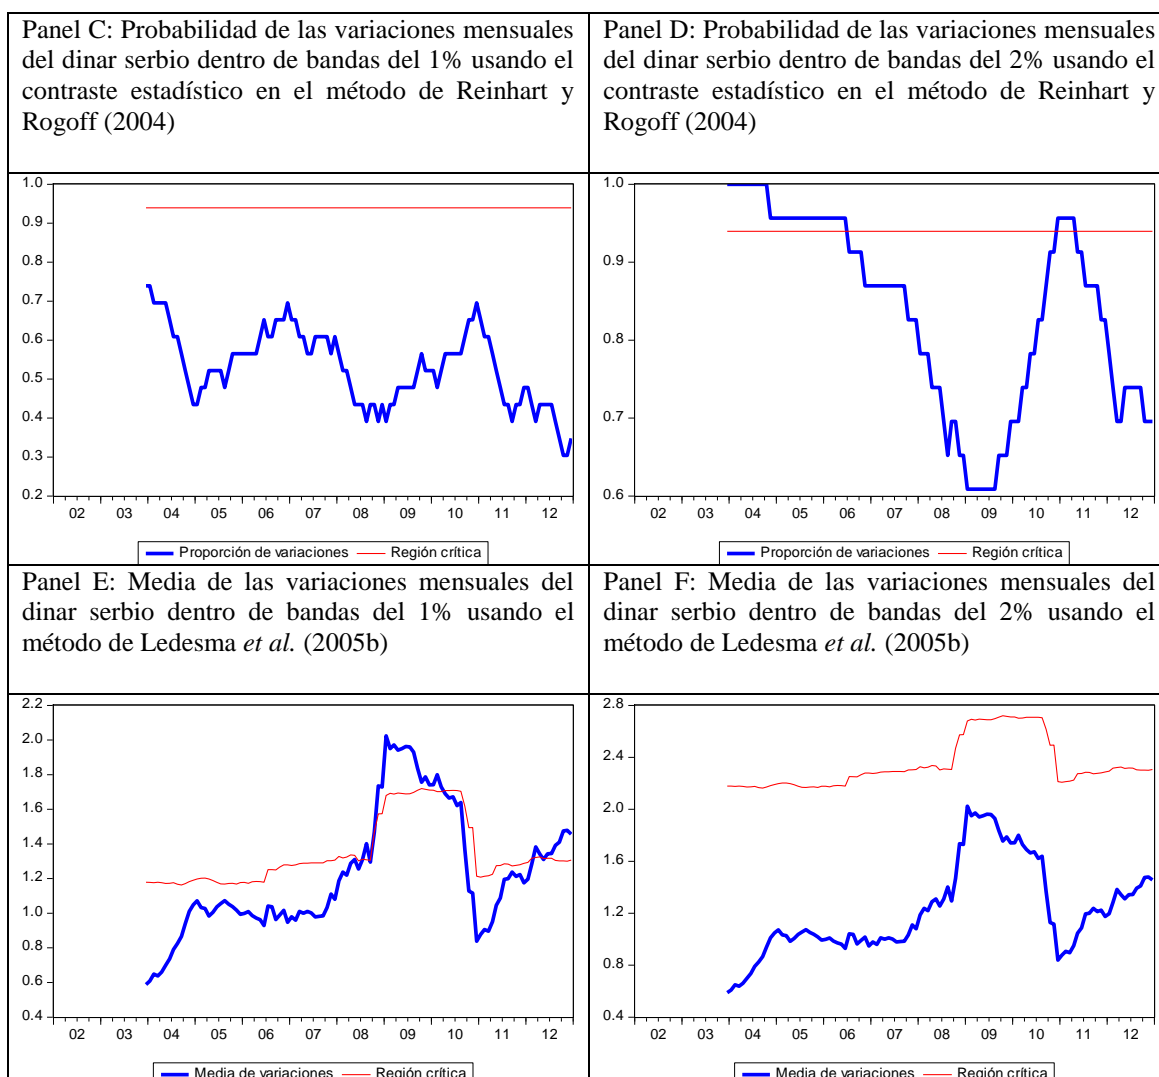 Panel C: Probabilidad de las variaciones mensuales
del dinar serbio dentro de bandas del 1% usando el
contraste estadístico en el método de Reinhart y
Rogoff (2004)
Panel D: Probabilidad de las variaciones mensuales
del dinar serbio dentro de bandas del 2% usando el
contraste estadístico en el método de Reinhart y
Rogoff (2004)
1.0
0.9
0.8
0.7
0.6
0.5
0.4
0.3
0.2
02 03 04 05 06 07 08 09 10 11 12
Proporción de variaciones Región crítica
1.0
0.9
0.8
0.7
0.6
02 03 04 05 06 07 08 09 10 11 12
Proporción de variaciones Región crítica
Panel E: Media de las variaciones mensuales del
dinar serbio dentro de bandas del 1% usando el
método de Ledesma et al. (2005b)
Panel F: Media de las variaciones mensuales del
dinar serbio dentro de bandas del 2% usando el
método de Ledesma et al. (2005b)
2.2
2.0
1.8
1.6
1.4
1.2
1.0
0.8
0.6
0.4
02 03 04 05 06 07 08 09 10 11 12
Media de variaciones Región crítica
2.8
2.4
2.0
1.6
1.2
0.8
0.4
02 03 04 05 06 07 08 09 10 11 12
Media de variaciones Región crítica